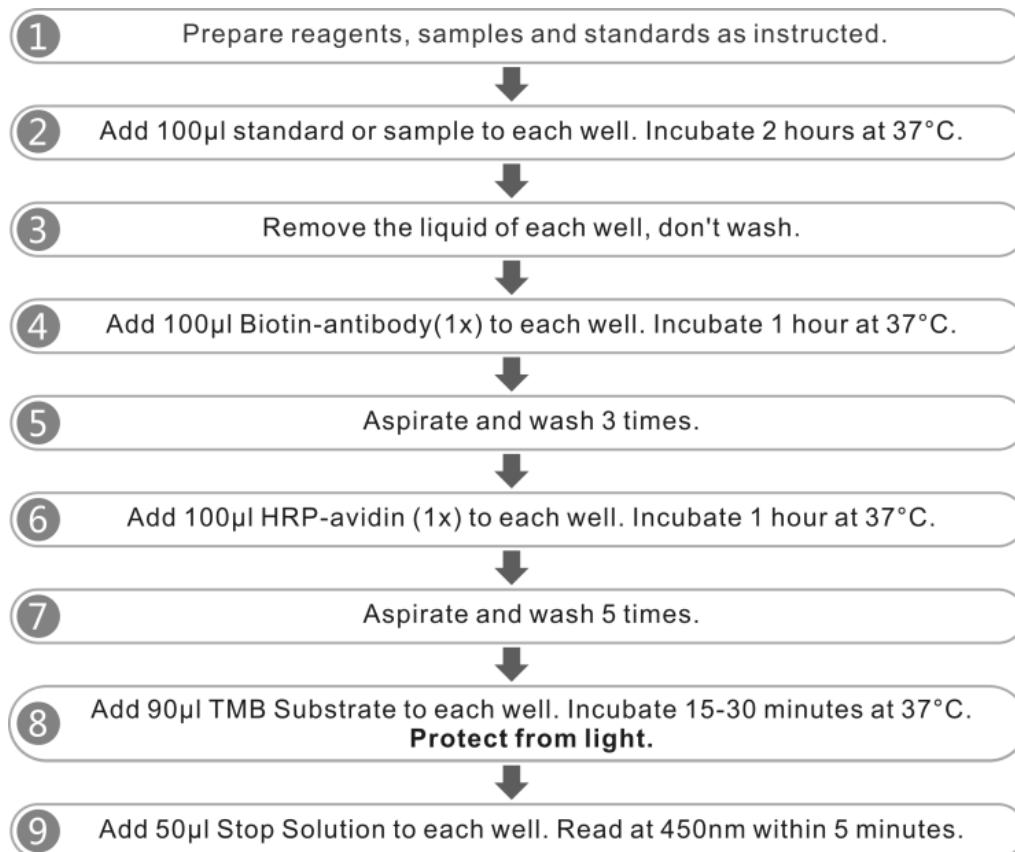 1 Prepare reagents, samples and standards as instructed.
2 Add 100µl standard or sample to each well. Incubate 2 hours at 37°C.
3 Remove the liquid of each well, don't wash.
4 Add 100µl Biotin-antibody(1x) to each well. Incubate 1 hour at 37°C.
5 Aspirate and wash 3 times.
6 Add 100µl HRP-avidin (1x) to each well. Incubate 1 hour at 37°C.
7 Aspirate and wash 5 times.
8 Add 90µl TMB Substrate to each well. Incubate 15-30 minutes at 37°C.
Protect from light.
9 Add 50µl Stop Solution to each well. Read at 450nm within 5 minutes.